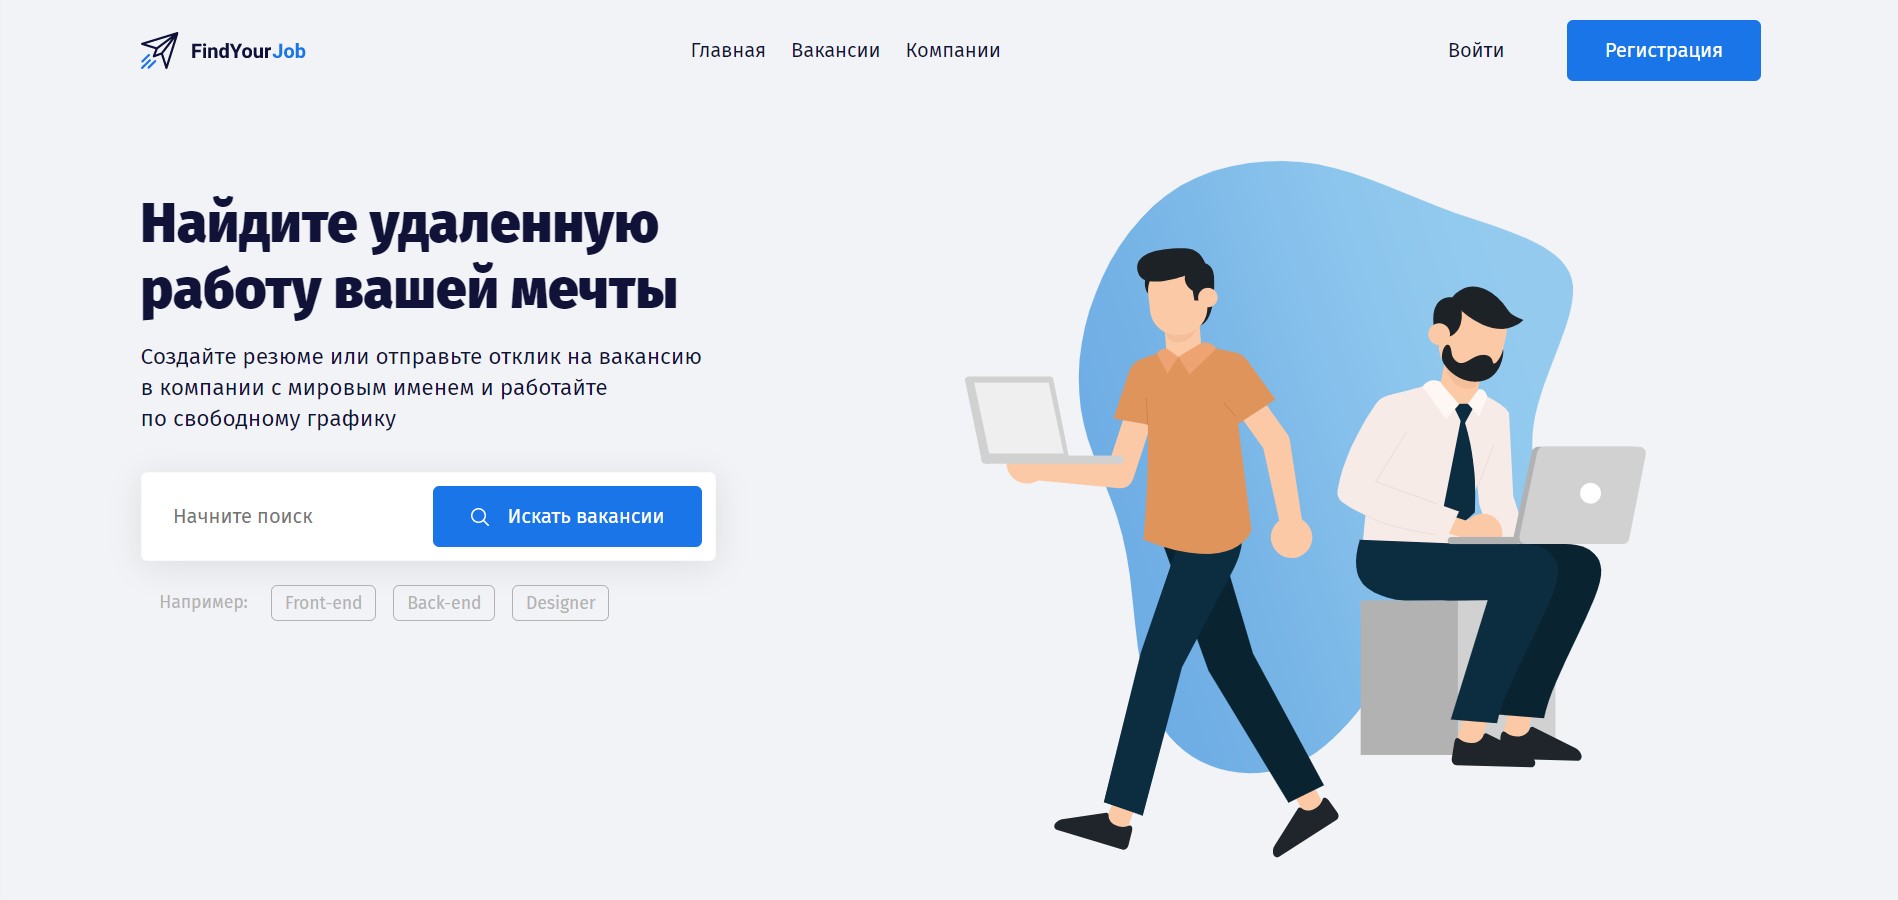 FindYourJob
Главная Вакансии Компании
Войти
Регистрация
Найдите удаленную
работу вашей мечты
Создайте резюме или отправьте отклик на вакансию
в компании с мировым именем и работайте
по свободному графику
Начните поиск
Искать вакансии
Например: Front-end Back-end Designer